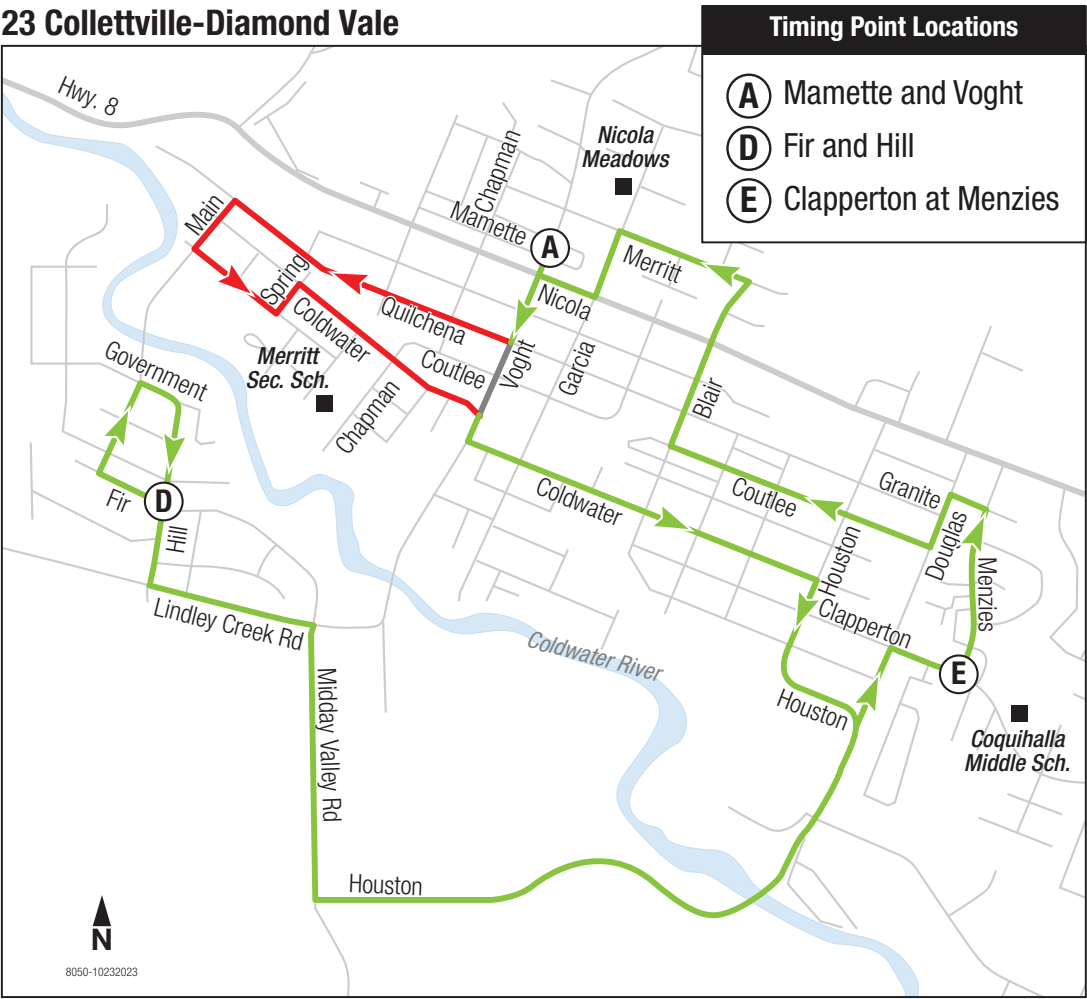 23 Collettville-Diamond Vale
Timing Point Locations
A Mamette and Voght
D Fir and Hill
E Clapperton at Menzies
Hwy. 8
Chapman
Nicola
Meadows
Mamette
A
Main
Merritt
Spring
Nicola
Quilchena
Coldwater
Voght
Garcia
Coutlee
Merritt
Sec. Sch.
Government
Chapman
Blair
Fir
D
Hill
Coldwater
Coutlee
Granite
Douglas
Houston
Menzies
Clapperton
Lindley Creek Rd
Coldwater River
E
Houston
Midday Valley Rd
Coquihalla
Middle Sch.
Houston
N
8050-10232023